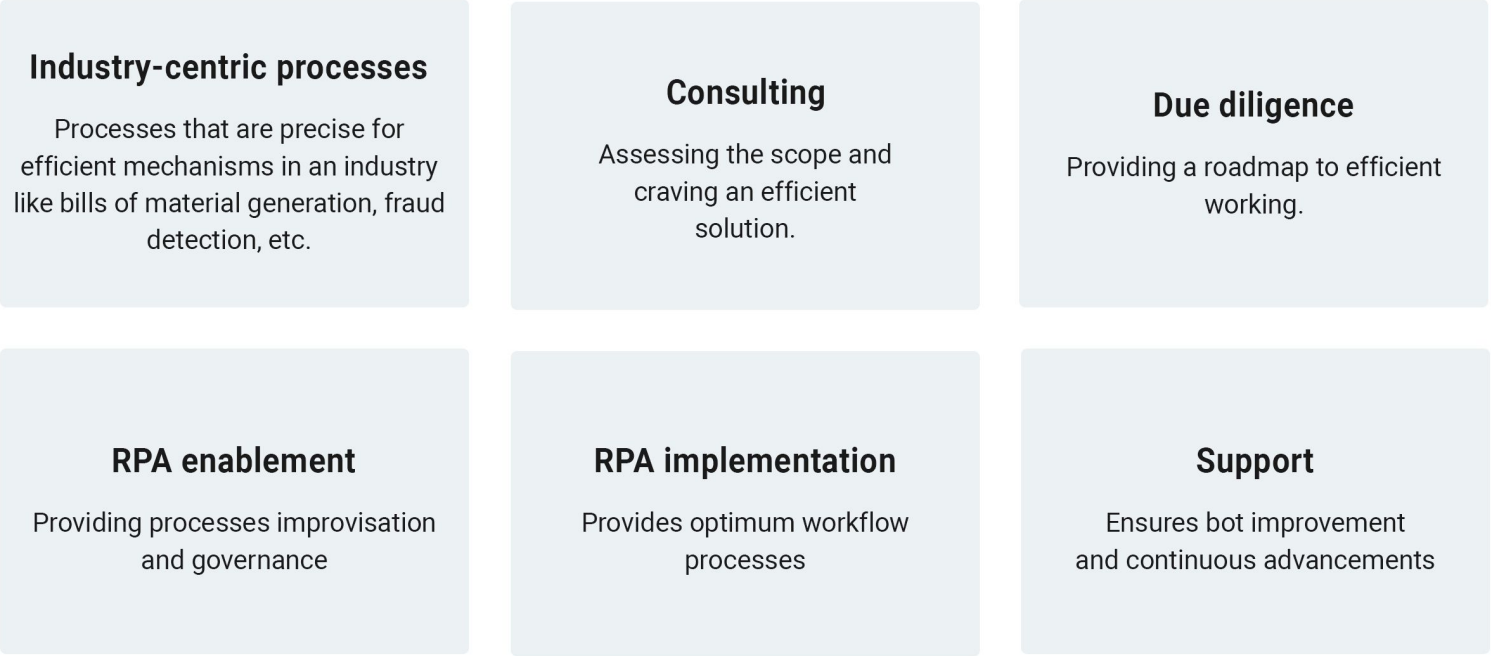 Industry-centric processes
Processes that are precise for
efficient mechanisms in an industry
like bills of material generation, fraud
detection, etc.
Consulting
Assessing the scope and
craving an efficient
solution.
Due diligence
Providing a roadmap to efficient
working.
RPA enablement
Providing processes improvisation
and governance
RPA implementation
Provides optimum workflow
processes
Support
Ensures bot improvement
and continuous advancements